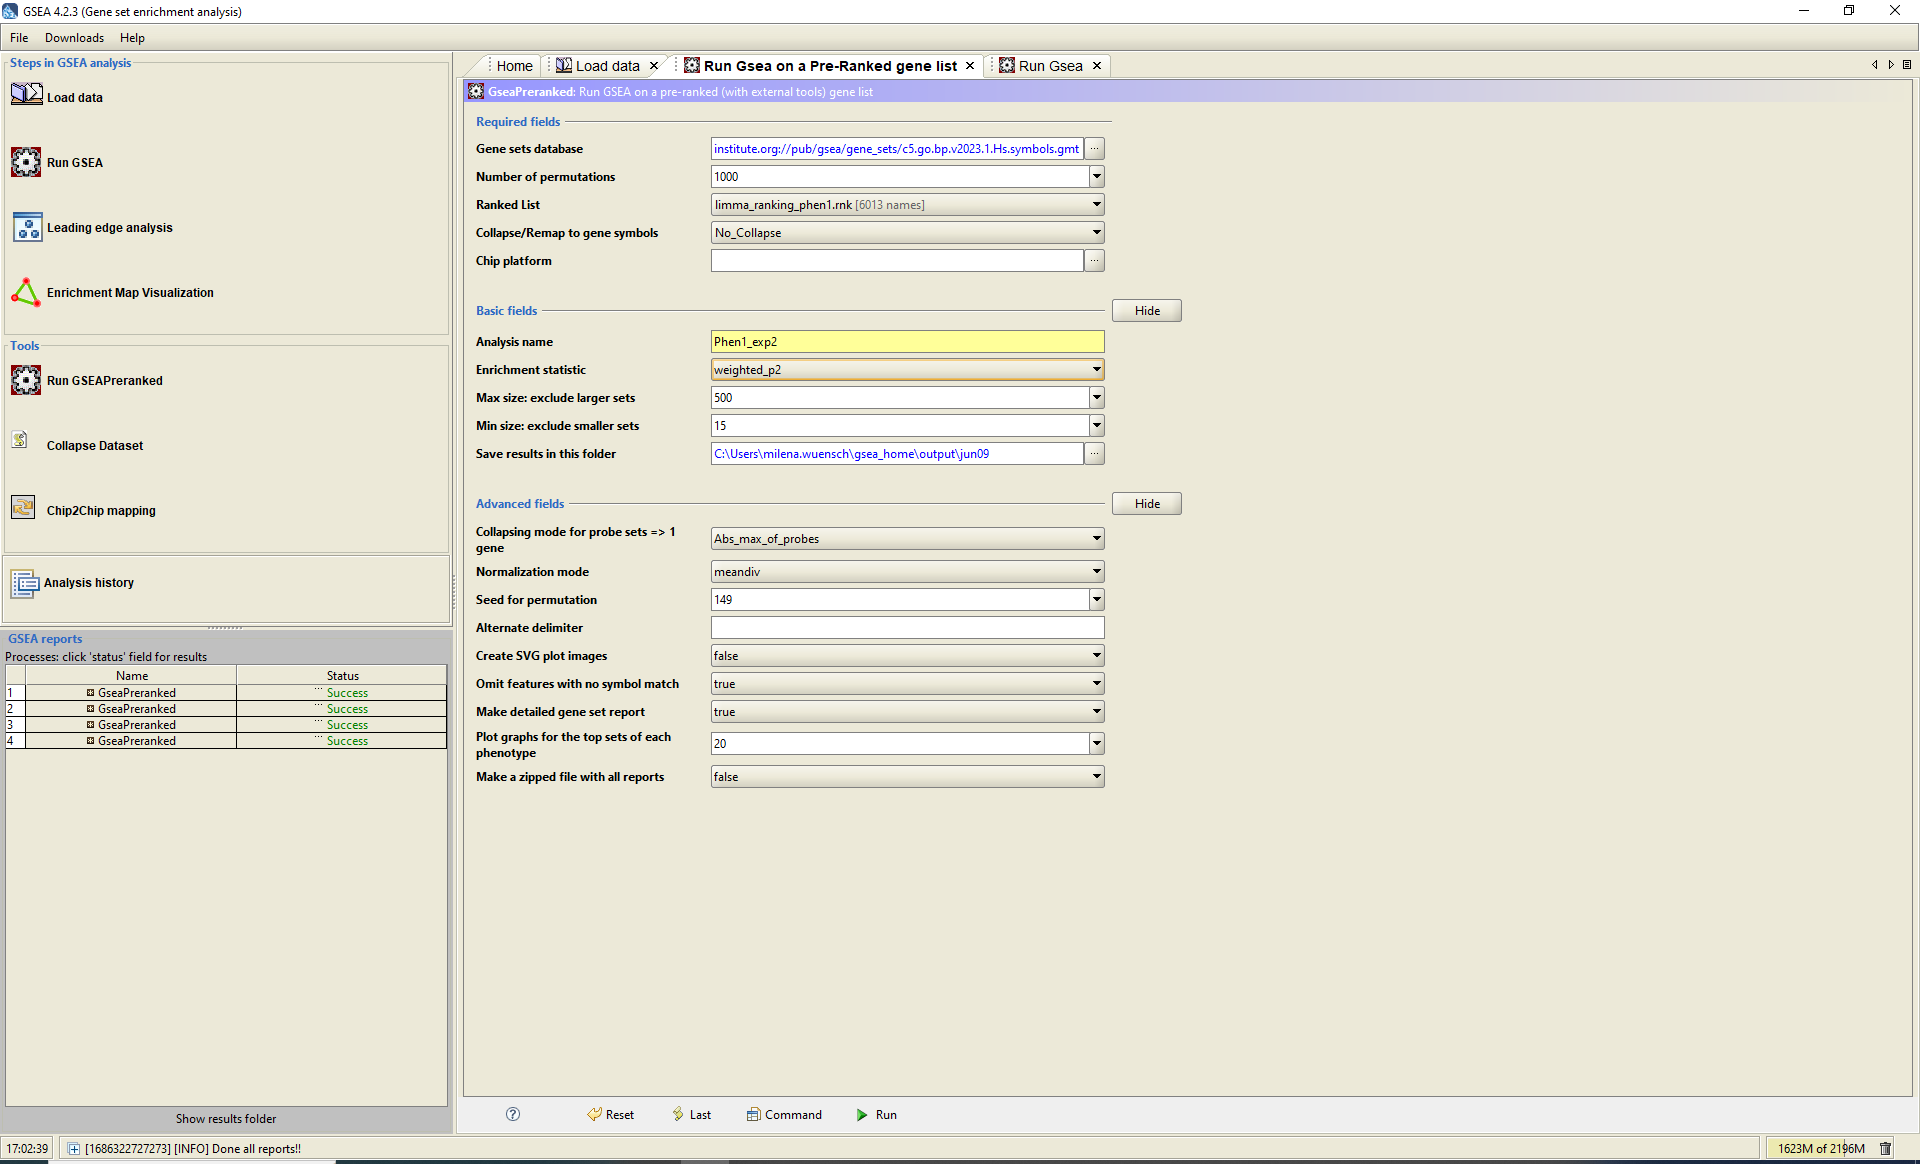 GSEA 4.2.3 (Gene set enrichment analysis)
File Downloads Help
Steps in GSEA analysis
Load data
Run GSEA
Leading edge analysis
Enrichment Map Visualization
Tools
Run GSEAPreranked
Collapse Dataset
Chip2Chip mapping
Analysis history
GSEA reports
Processes: click 'status' field for results
Name Status
1 GseaPreranked ... Success
2 GseaPreranked ... Success
3 GseaPreranked ... Success
4 GseaPreranked ... Success
Show results folder
Home Load data Run Gsea on a Pre-Ranked gene list Run Gsea
GseaPreranked: Run GSEA on a pre-ranked (with external tools) gene list
Required fields
Gene sets database institute.org://pub/gsea/gene_sets/c5.go.bp.v2023.1.Hs.symbols.gmt ...
Number of permutations 1000
Ranked List limma_ranking_phen1.rnk [6013 names]
Collapse/Remap to gene symbols No_Collapse
Chip platform ...
Basic fields Hide
Analysis name Phen1_exp2
Enrichment statistic weighted_p2
Max size: exclude larger sets 500
Min size: exclude smaller sets 15
Save results in this folder C:\Users\milena.wuensch\gsea_home\output\jun09 ...
Advanced fields Hide
Collapsing mode for probe sets => 1
gene Abs_max_of_probes
Normalization mode meandiv
Seed for permutation 149
Alternate delimiter
Create SVG plot images false
Omit features with no symbol match true
Make detailed gene set report true
Plot graphs for the top sets of each
phenotype 20
Make a zipped file with all reports false
? Reset Last Command Run
17:02:39 [1686322727273] [INFO] Done all reports!! 1623M of 2196M